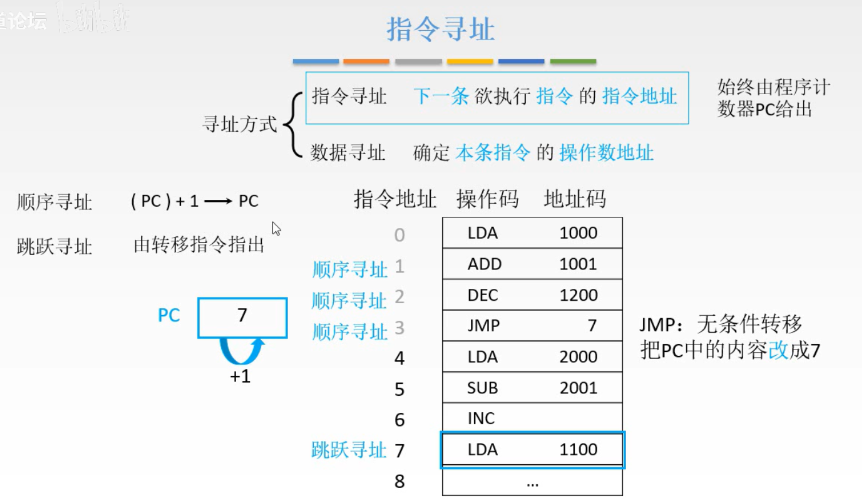 论坛
指令寻址
寻址方式
指令寻址 下一条 欲执行 指令 的 指令地址
始终由程序计
数器PC给出
数据寻址 确定 本条指令 的 操作数地址
顺序寻址 ( PC ) + 1 → PC
跳跃寻址 由转移指令指出
指令地址 操作码 地址码
0 LDA 1000
顺序寻址 1 ADD 1001
顺序寻址 2 DEC 1200
顺序寻址 3 JMP 7
4 LDA 2000
5 SUB 2001
6 INC
跳跃寻址 7 LDA 1100
8 ...
PC 7
+1
JMP：无条件转移
把PC中的内容改成7